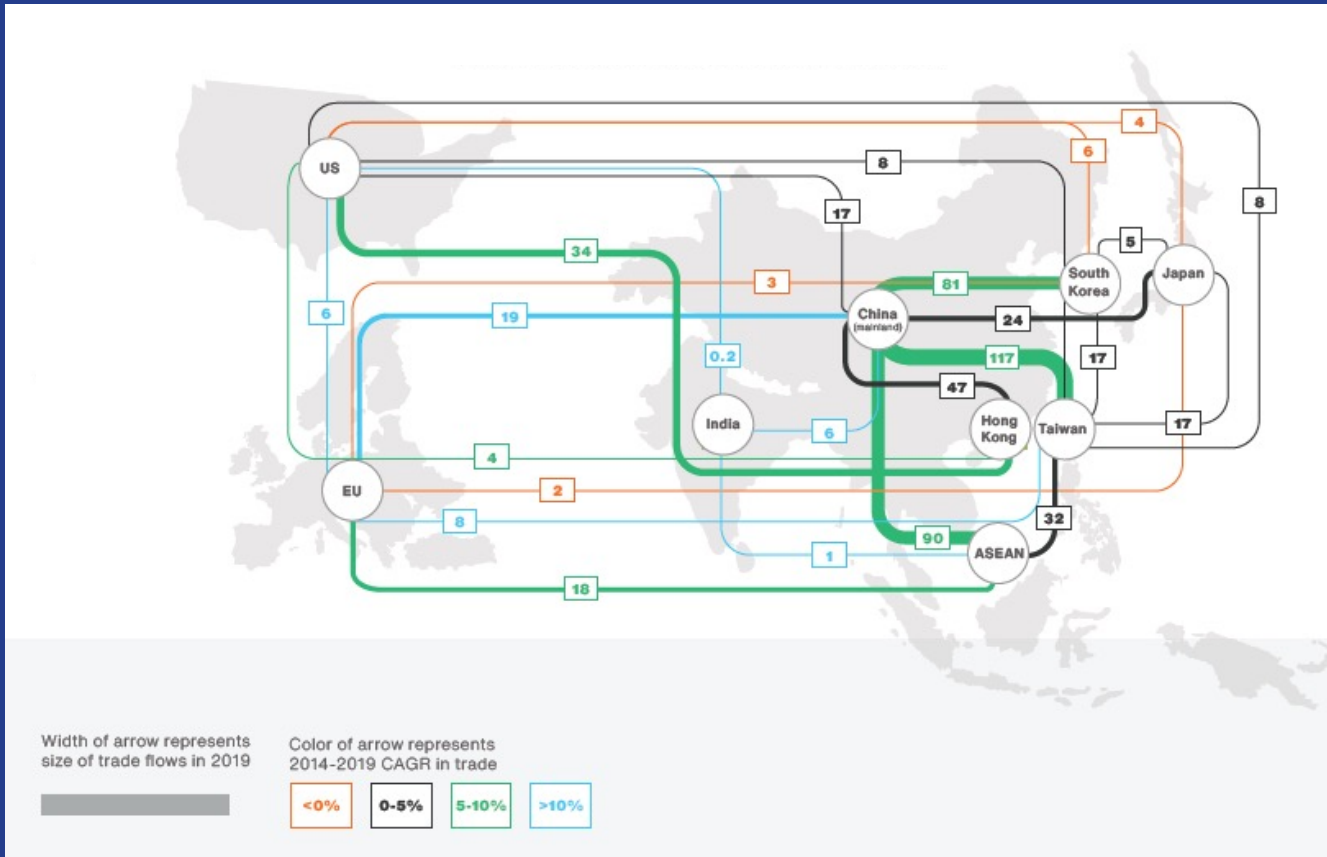 4
6
US
8
17
8
5
34
South
Korea
Japan
3
81
6
19
China
(mainland)
24
0.2
117
17
47
India
6
Hong
Kong
Taiwan
17
4
EU
2
8
32
90
1
ASEAN
18
Width of arrow represents
size of trade flows in 2019
Color of arrow represents
2014-2019 CAGR in trade
<0%
0-5%
5-10%
>10%